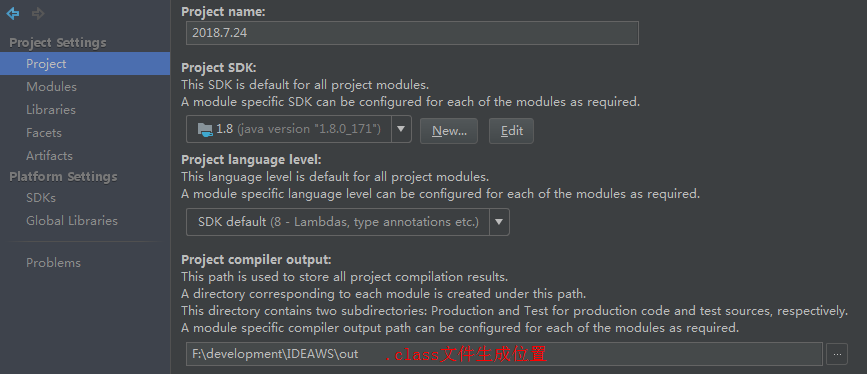 Project Settings
Project
Modules
Libraries
Facets
Artifacts
Platform Settings
SDKs
Global Libraries
Problems
Project name:
2018.7.24
Project SDK:
This SDK is default for all project modules.
A module specific SDK can be configured for each of the modules as required.
1.8 (java version "1.8.0_171")
New...
Edit
Project language level:
This language level is default for all project modules.
A module specific language level can be configured for each of the modules as required.
SDK default (8 - Lambdas, type annotations etc.)
Project compiler output:
This path is used to store all project compilation results.
A directory corresponding to each module is created under this path.
This directory contains two subdirectories: Production and Test for production code and test sources, respectively.
A module specific compiler output path can be configured for each of the modules as required.
F:\development\IDEAWS\out .class文件生成位置
...